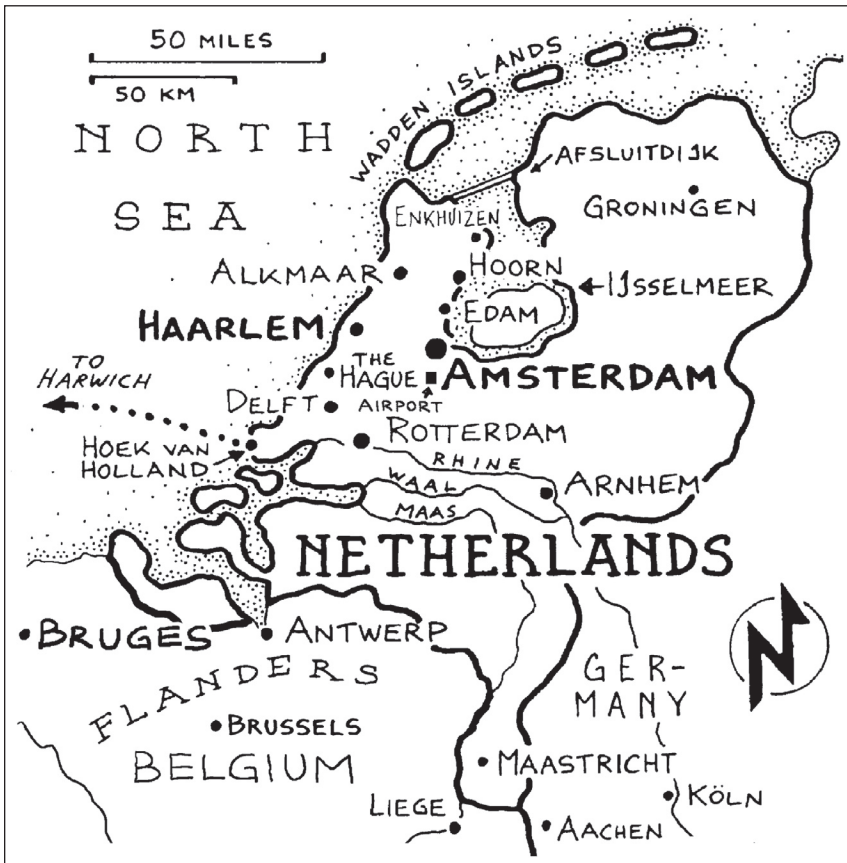 50 MILES
50 KM
NORTH
SEA
WADDEN ISLANDS
AFSLUITDIJK
GRONINGEN
ENKHUIZEN
ALKMAAR
HOORN
IJSSELMEER
EDAM
HAARLEM
TO
HARWICH
THE
HAGUE
AMSTERDAM
AIRPORT
DELFT
HOEK VAN
HOLLAND
ROTTERDAM
RHINE
WAAL
MAAS
ARNHEM
NETHERLANDS
BRUGES
ANTWERP
FLANDERS
GER-
MANY
N
BRUSSELS
BELGIUM
MAASTRICHT
LIEGE
AACHEN
KÖLN